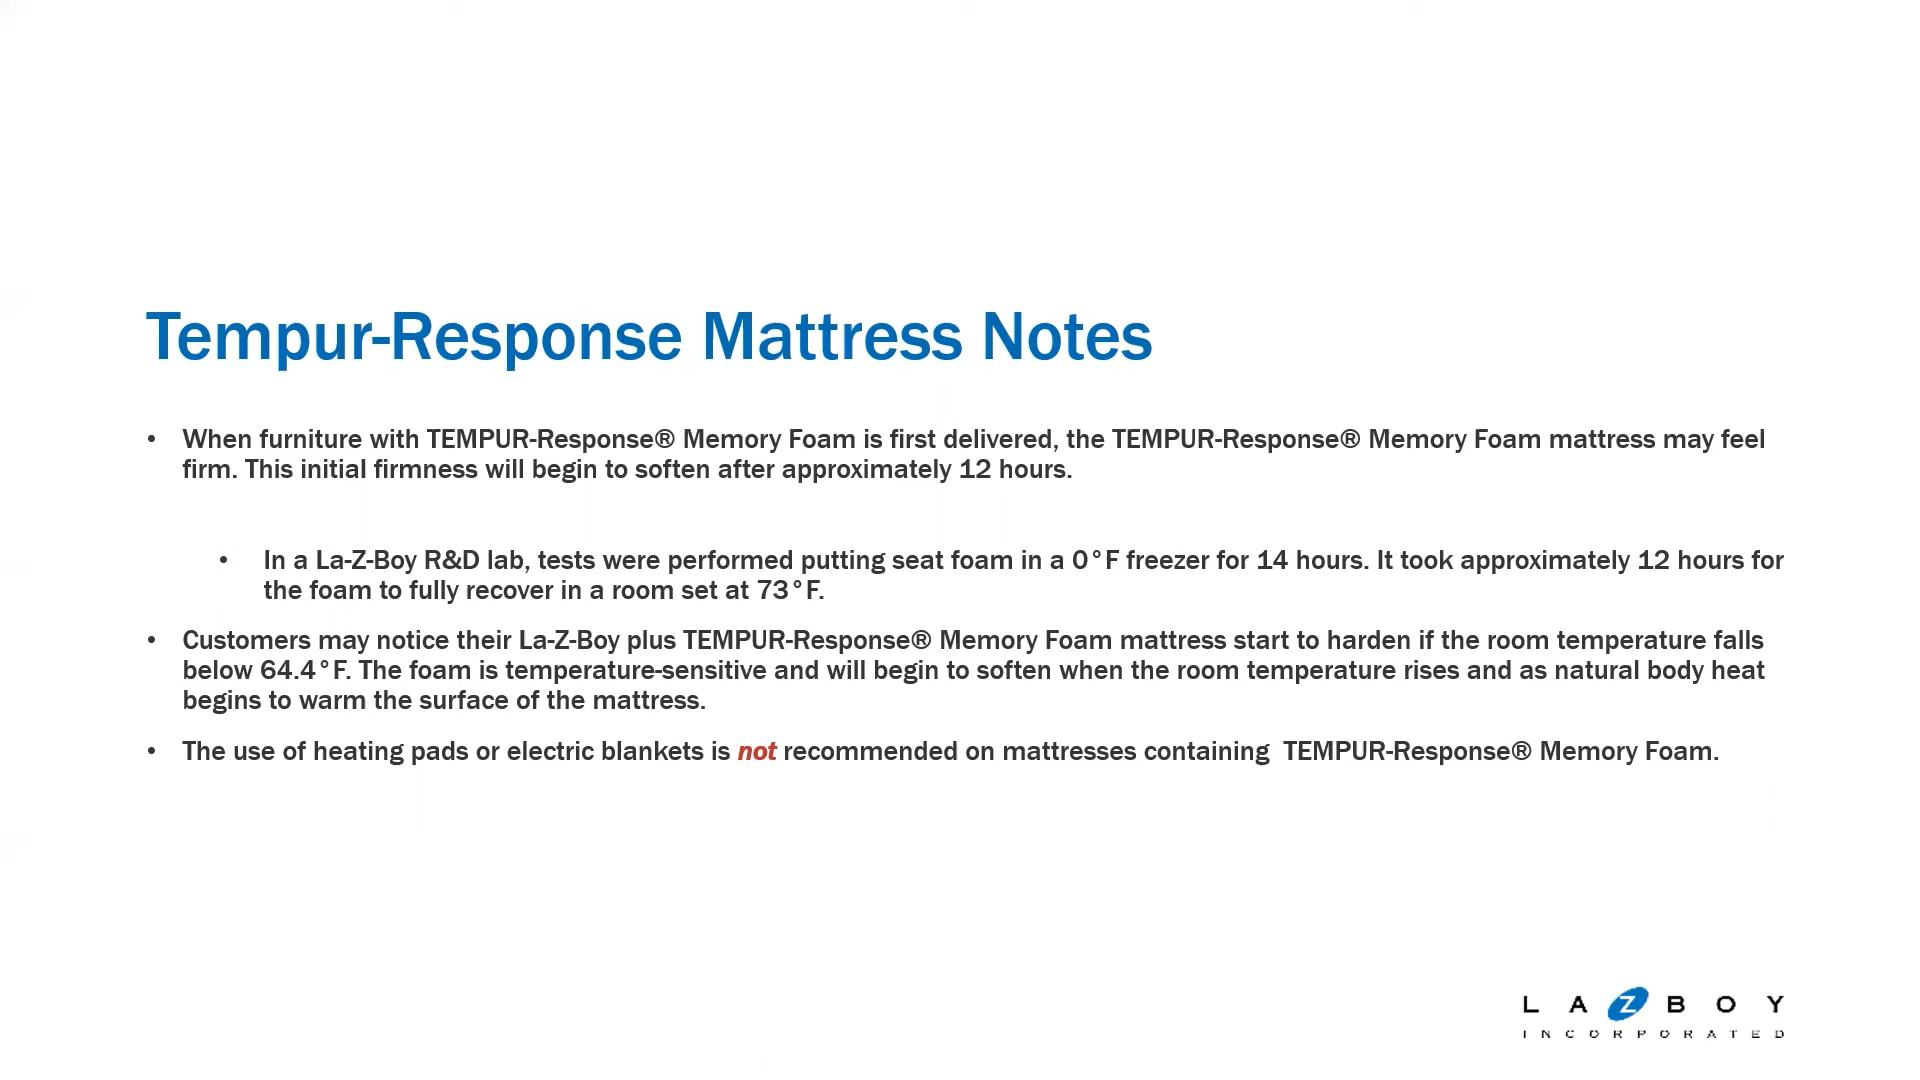 Tempur-Response Mattress Notes
• When furniture with TEMPUR-Response® Memory Foam is first delivered, the TEMPUR-Response® Memory Foam mattress may feel
firm. This initial firmness will begin to soften after approximately 12 hours.
• In a La-Z-Boy R&D lab, tests were performed putting seat foam in a 0°F freezer for 14 hours. It took approximately 12 hours for
the foam to fully recover in a room set at 73°F.
• Customers may notice their La-Z-Boy plus TEMPUR-Response® Memory Foam mattress start to harden if the room temperature falls
below 64.4°F. The foam is temperature-sensitive and will begin to soften when the room temperature rises and as natural body heat
begins to warm the surface of the mattress.
• The use of heating pads or electric blankets is not recommended on mattresses containing  TEMPUR-Response® Memory Foam.
LA Z BOY
INCORPORATED